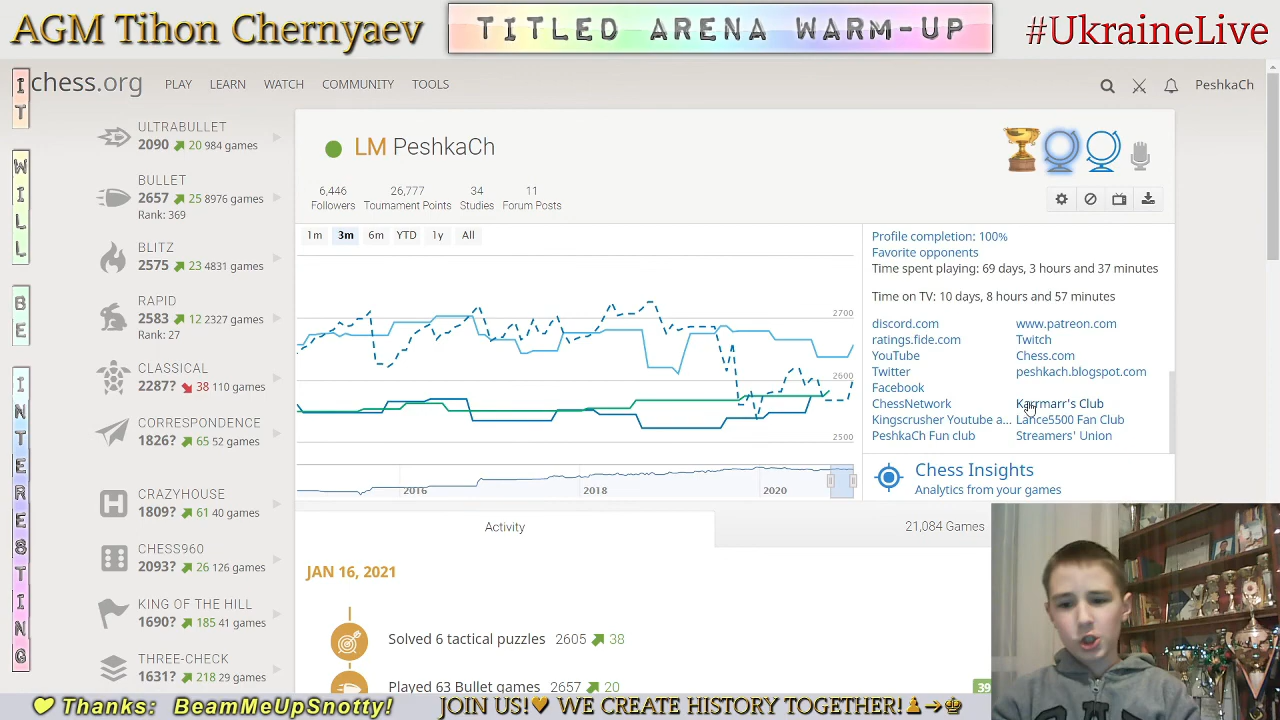 AGM Tihon Chernyaev
TITLED ARENA WARM-UP
#UkraineLive
IT WILL BE INTERESTING
chess.org
PLAY LEARN WATCH COMMUNITY TOOLS
PeshkaCh
ULTRABULLET
2090 20 984 games
BULLET
2657 25 8976 games
Rank: 369
BLITZ
2575 23 4831 games
RAPID
2583 12 2327 games
Rank: 27
CLASSICAL
2287? 38 110 games
CORRESPONDENCE
1826? 65 52 games
CRAZYHOUSE
1809? 61 40 games
CHESS960
2093? 26 126 games
KING OF THE HILL
1690? 185 41 games
THREE-CHECK
1631? 218 29 games
LM PeshkaCh
6,446 26,777 34 11
Followers Tournament Points Studies Forum Posts
1m 3m 6m YTD 1y All
2700
2600
2500
2016 2018 2020
Profile completion: 100%
Favorite opponents
Time spent playing: 69 days, 3 hours and 37 minutes
Time on TV: 10 days, 8 hours and 57 minutes
discord.com www.patreon.com
ratings.fide.com Twitch
YouTube Chess.com
Twitter peshkach.blogspot.com
Facebook
ChessNetwork Karrmarr's Club
Kingscrusher Youtube a... Lance5500 Fan Club
PeshkaCh Fun club Streamers' Union
Chess Insights
Analytics from your games
Activity 21,084 Games
JAN 16, 2021
Solved 6 tactical puzzles 2605 38
Played 63 Bullet games 2657 20
39
Thanks: BeamMeUpSnotty!
JOIN US! WE CREATE HISTORY TOGETHER!